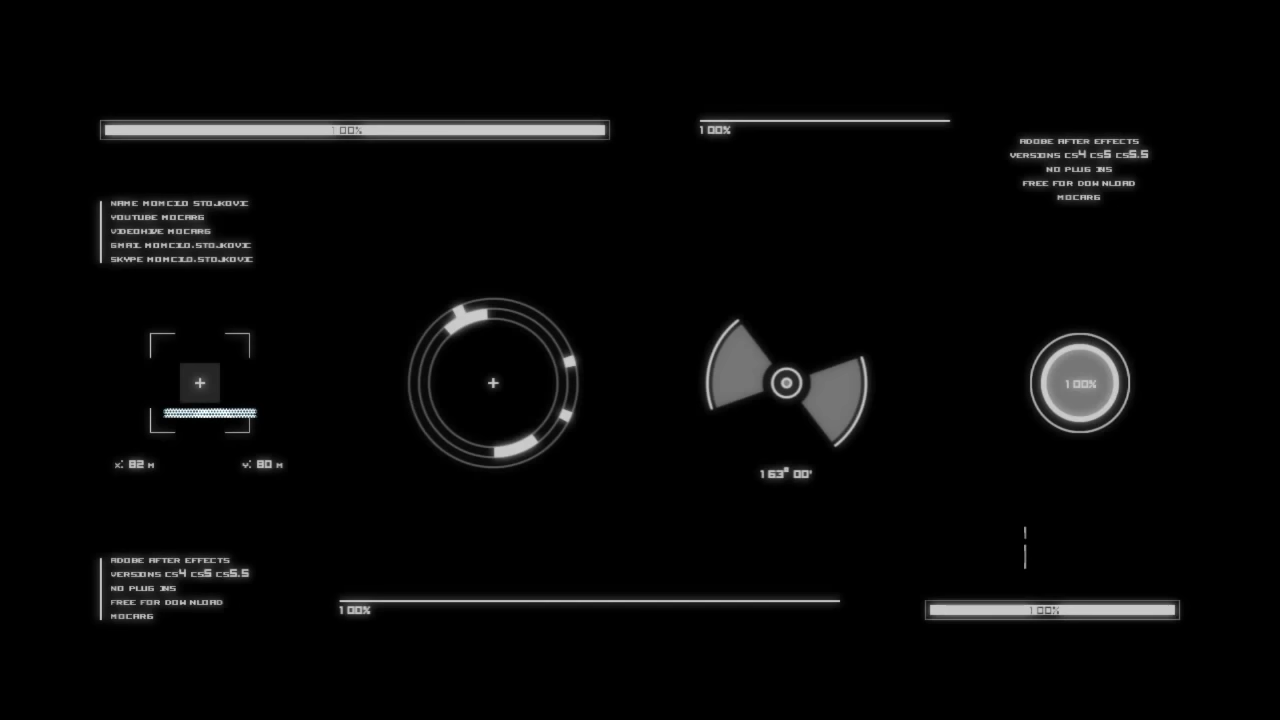 100%
100%
ADOBE AFTER EFFECTS
VERSIONS CS4 CS5 CS5.5
NO PLUG INS
FREE FOR DOWNLOAD
MOCARG
NAME MOMCILO STOJKOVIC
YOUTUBE MOCARG
VIDEOHIVE MOCARG
GMAIL MOMCILO.STOJKOVIC
SKYPE MOMCILO.STOJKOVIC
100%
X: 82 M
Y: 80 M
163° 00'
ADOBE AFTER EFFECTS
VERSIONS CS4 CS5 CS5.5
NO PLUG INS
FREE FOR DOWNLOAD
MOCARG
100%
100%